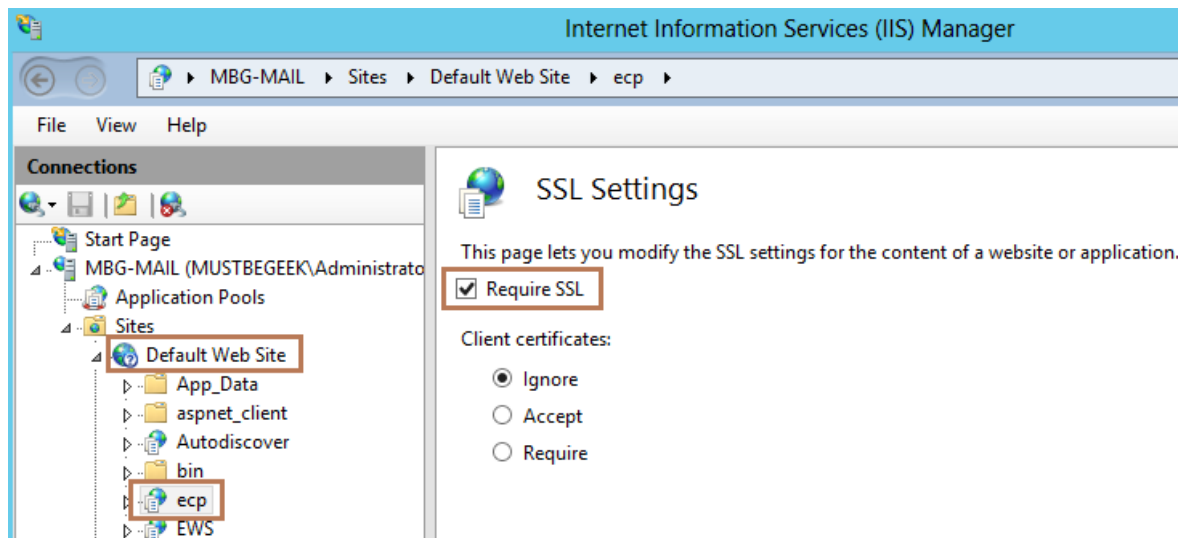 Internet Information Services (IIS) Manager
MBG-MAIL Sites Default Web Site ecp
File View Help
Connections
Start Page
MBG-MAIL (MUSTBEGEEK\Administrato
Application Pools
Sites
Default Web Site
App_Data
aspnet_client
Autodiscover
bin
ecp
EWS
SSL Settings
This page lets you modify the SSL settings for the content of a website or application.
Require SSL
Client certificates:
Ignore
Accept
Require